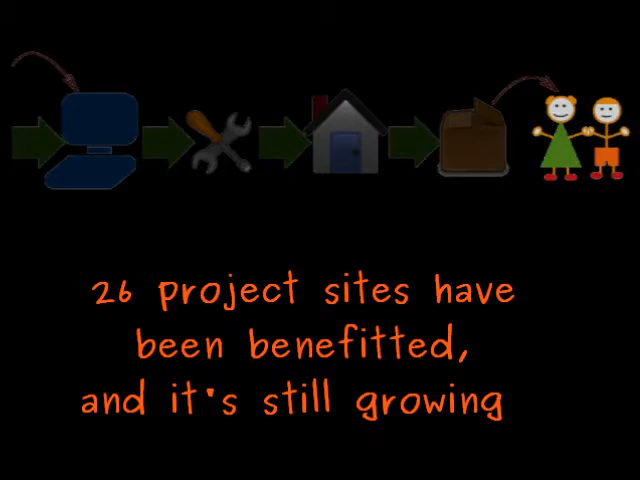 26 project sites have
been benefitted,
and it's still growing